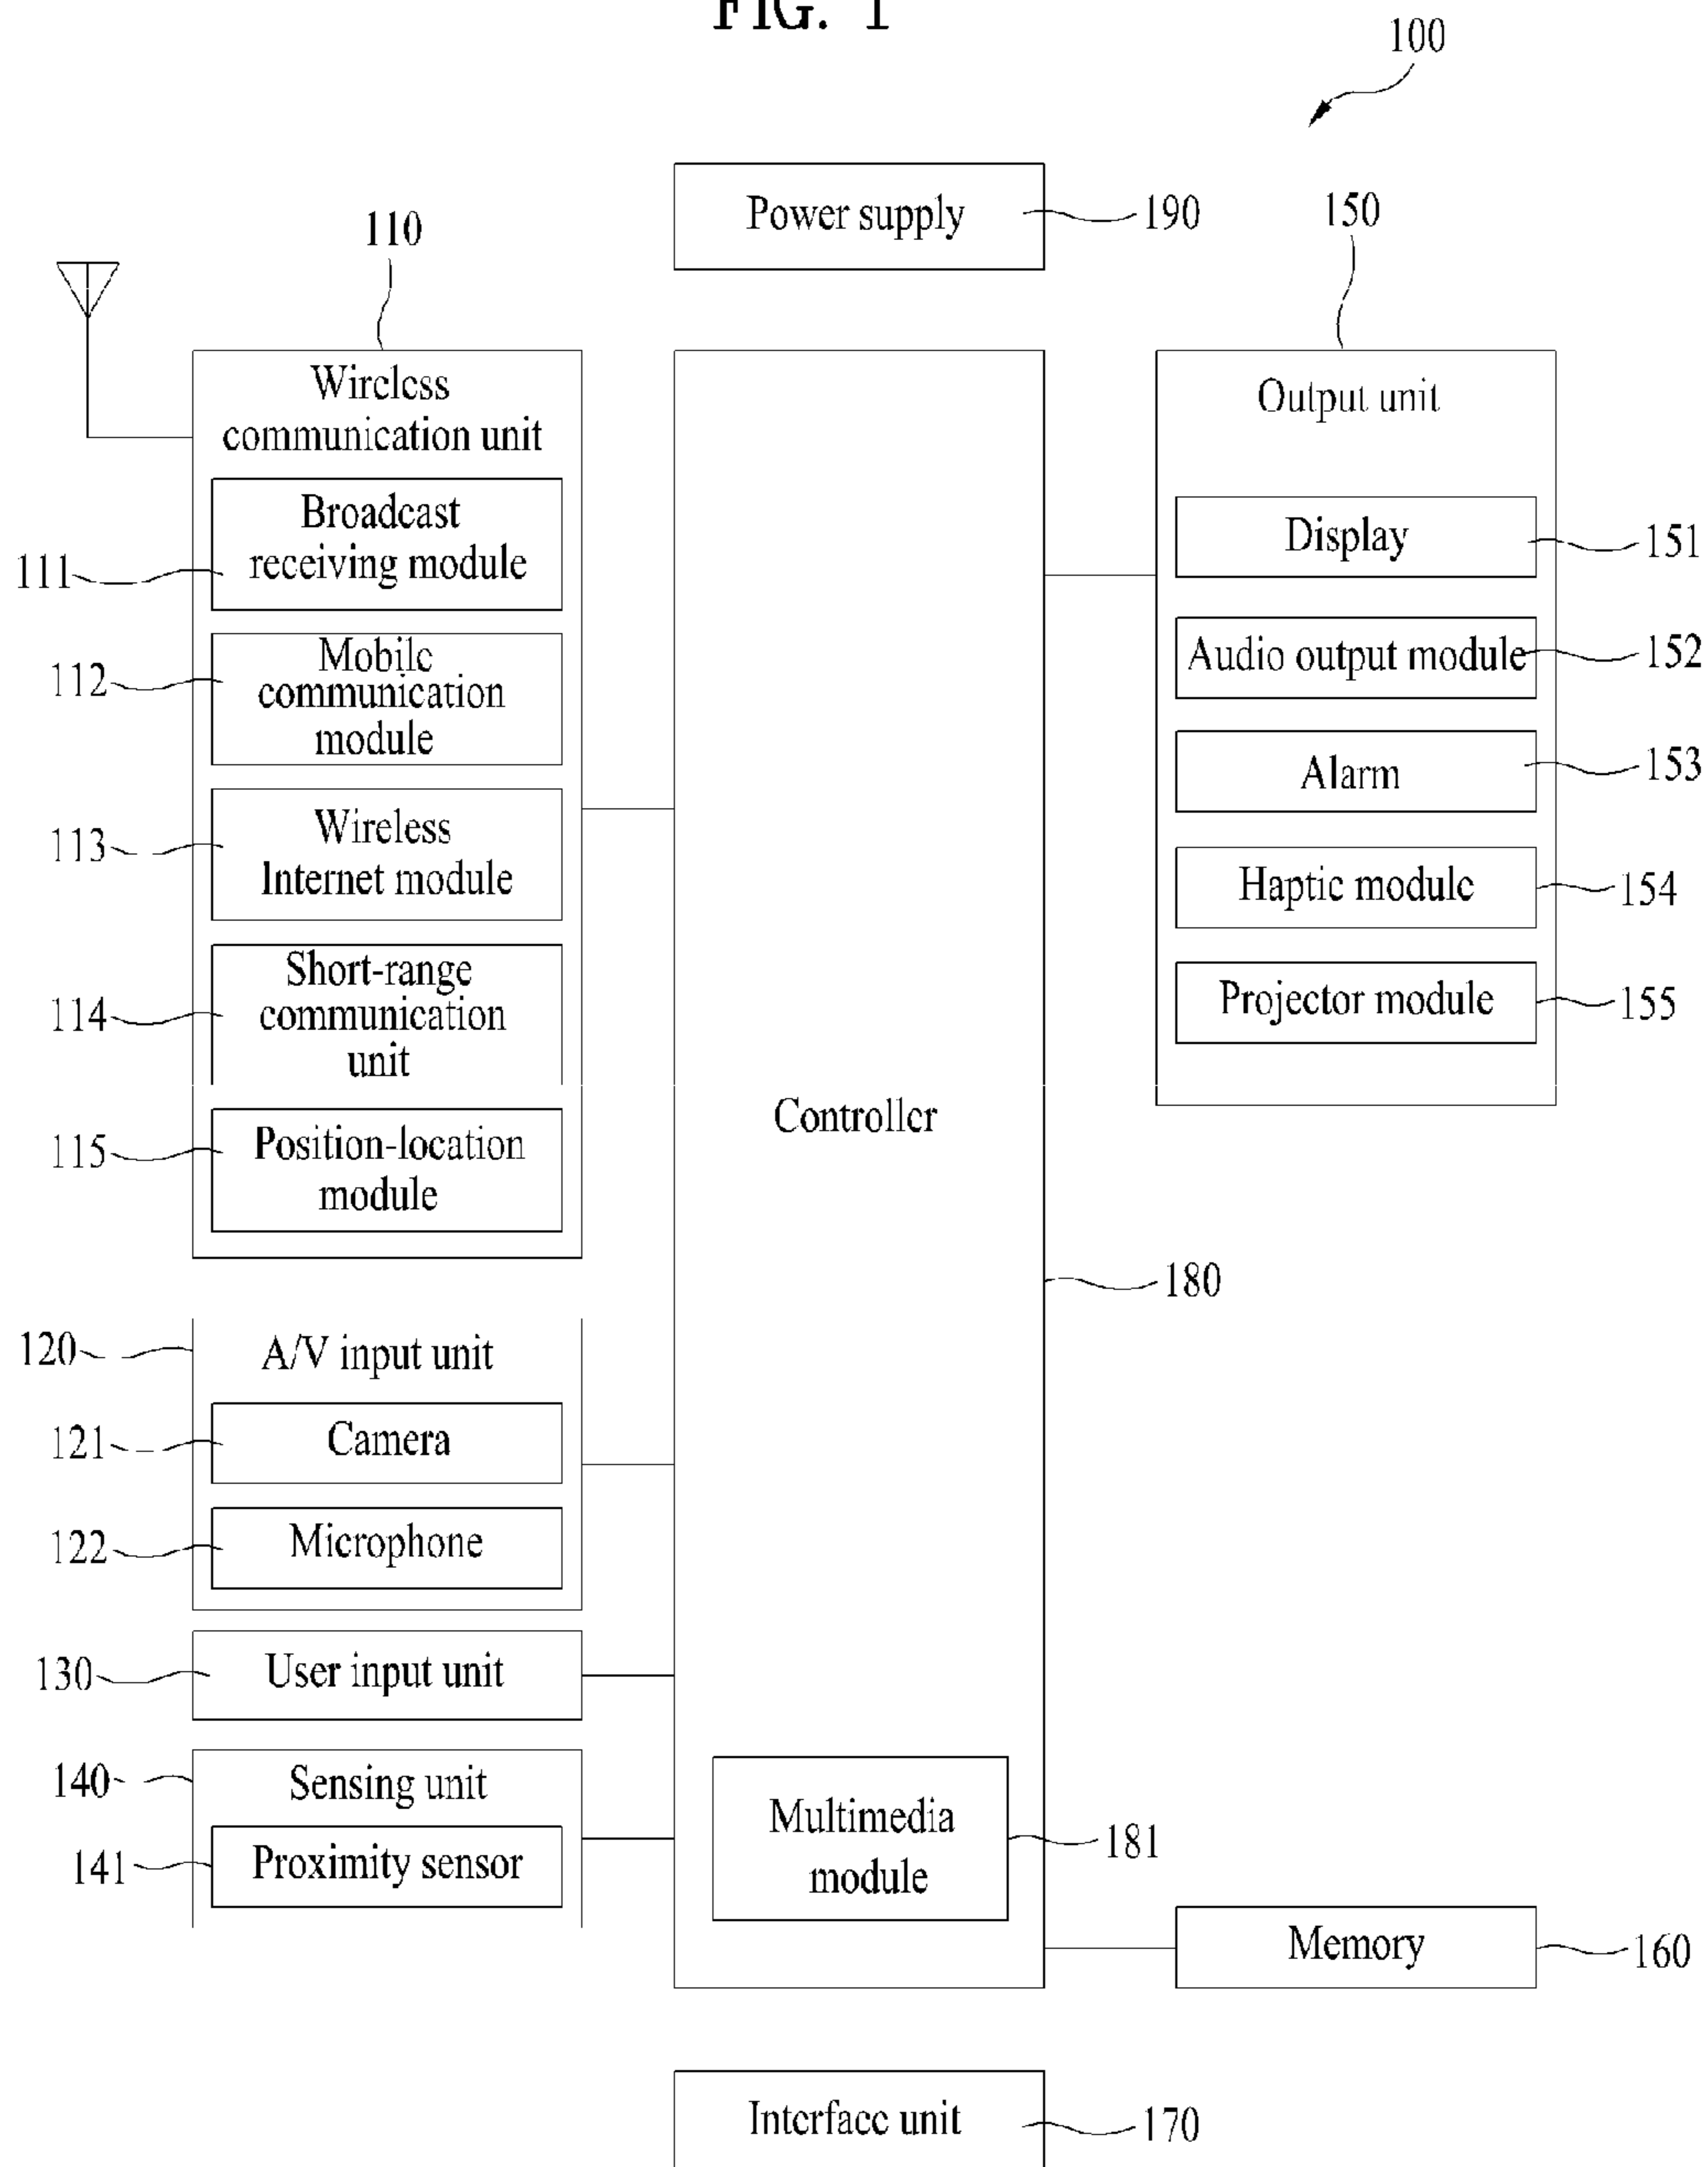 FIG. 1
100
Power supply
190
150
110
Wireless
communication unit
Output unit
Broadcast
receiving module
111
Display
151
Mobile
communication
module
112
Audio output module
152
Alarm
153
Wireless
Internet module
113
Haptic module
154
Short-range
communication
unit
114
Projector module
155
Controller
Position-location
module
115
180
120
A/V input unit
121
Camera
122
Microphone
130
User input unit
140
Sensing unit
141
Proximity sensor
Multimedia
module
181
Memory
160
Interface unit
170